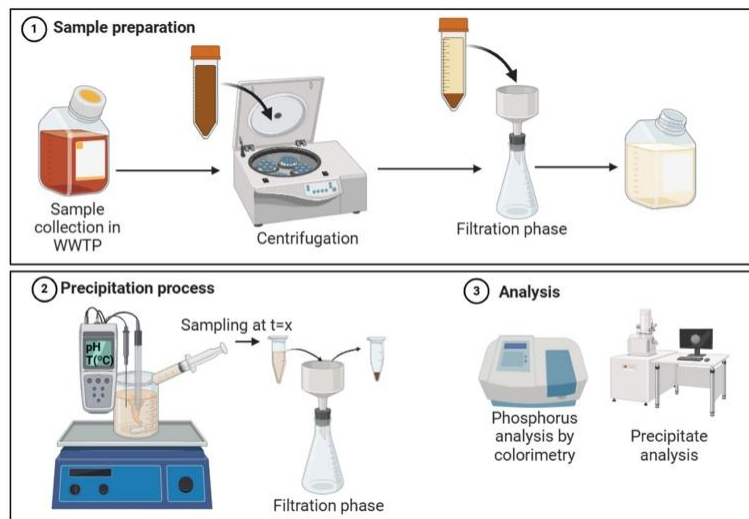 1 Sample preparation
Sample
collection in
WWTP
Centrifugation
Filtration phase
2 Precipitation process
pH
T(ºC)
Sampling at t=x
Filtration phase
3 Analysis
Phosphorus
analysis by
colorimetry
Precipitate
analysis